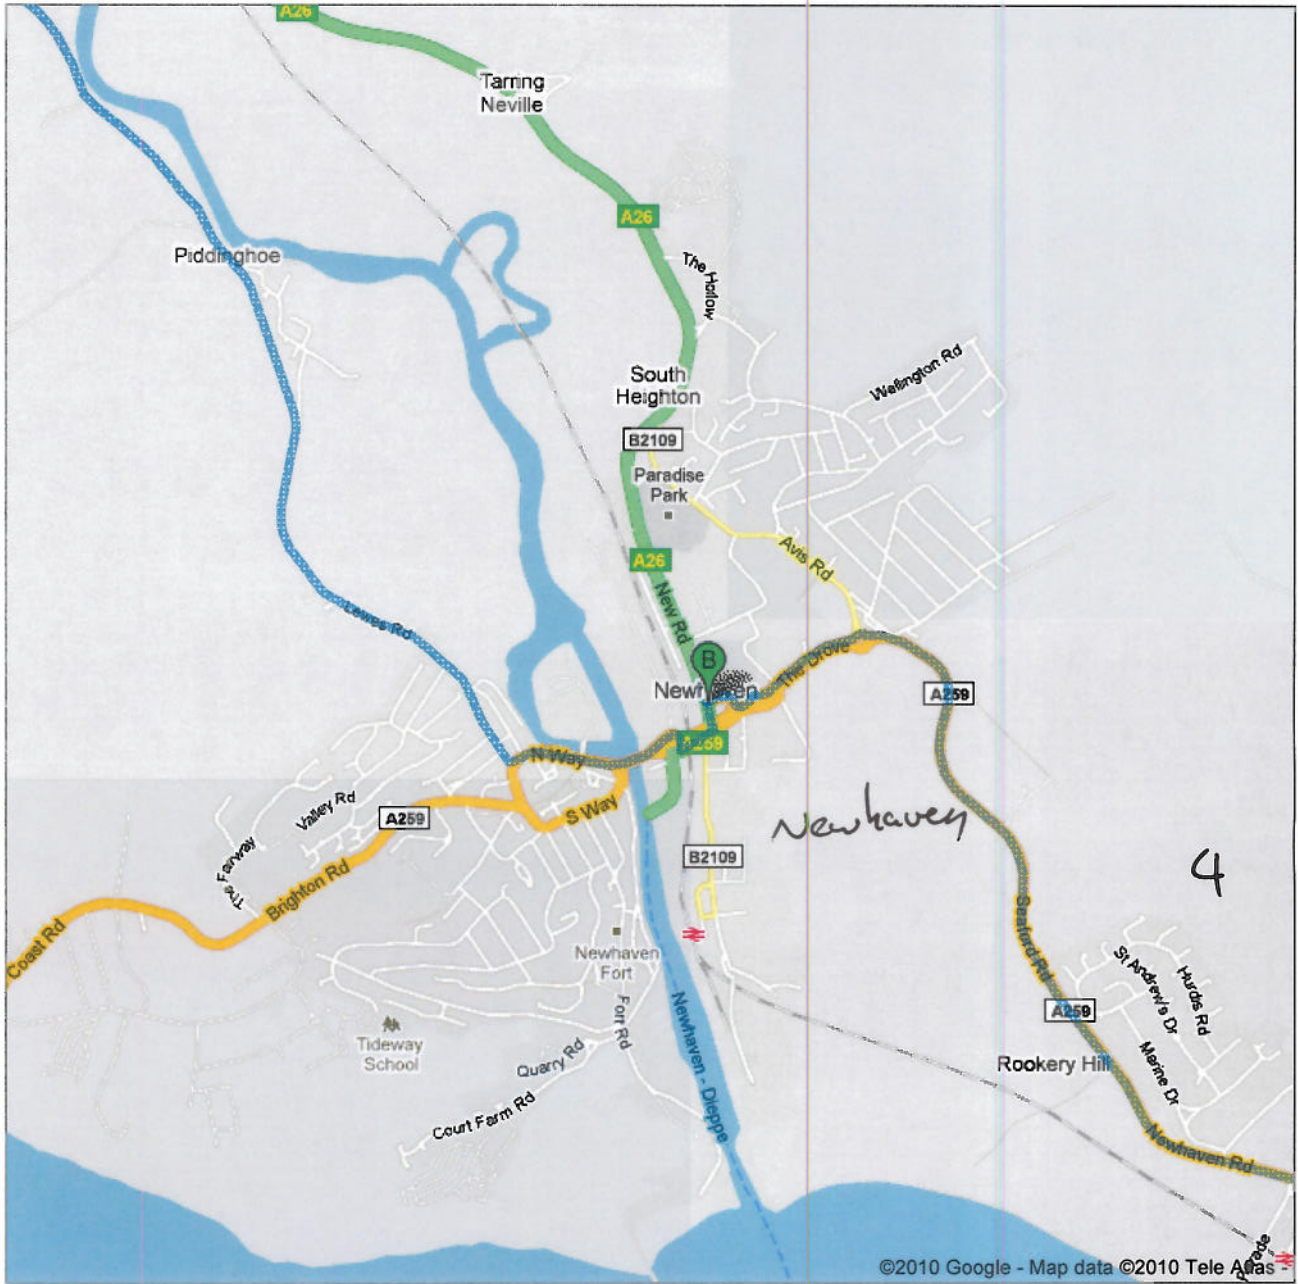 A26
Tarring
Neville
A26
Piddinghoe
The Hollow
South
Heighton
Wellington Rd
B2109
Paradise
Park
A26
Avis Rd
New Rd
Lewes Rd
B
Newhaven
The Drove
A259
A259
N Way
S Way
Valley Rd
A259
Newhaven
The Fairway
B2109
4
Brighton Rd
Coast Rd
Seaford Rd
Newhaven
Fort
St Andrew's Dr
Hurdis Rd
A259
Fort Rd
Newhaven - Dieppe
Tideway
School
Quarry Rd
Rookery Hill
Marine Dr
Court Farm Rd
Newhaven Rd
©2010 Google - Map data ©2010 Tele Atlas -